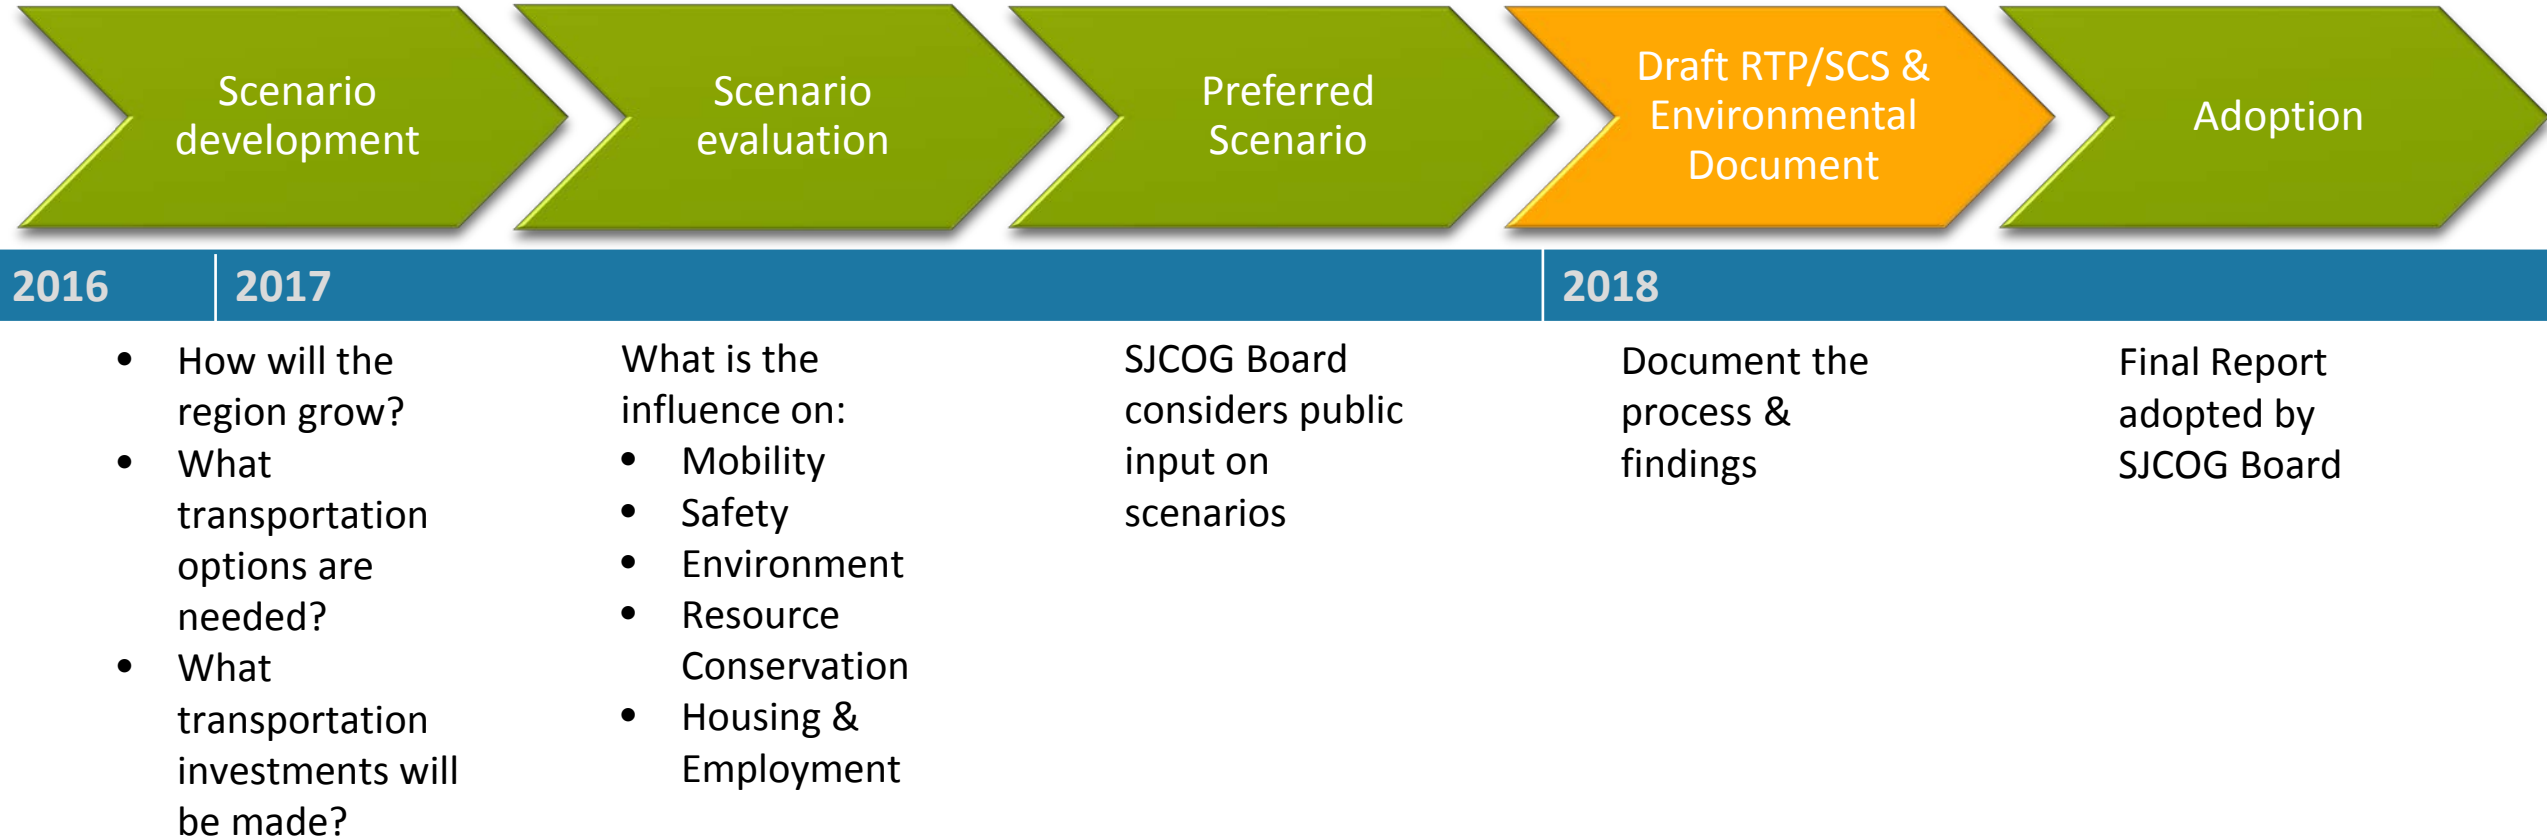 Scenario
development
Scenario
evaluation
Preferred
Scenario
Draft RTP/SCS &
Environmental
Document
Adoption
2016
2017
2018
• How will the
region grow?
• What
transportation
options are
needed?
• What
transportation
investments will
be made?
What is the
influence on:
• Mobility
• Safety
• Environment
• Resource
Conservation
• Housing &
Employment
SJCOG Board
considers public
input on
scenarios
Document the
process &
findings
Final Report
adopted by
SJCOG Board